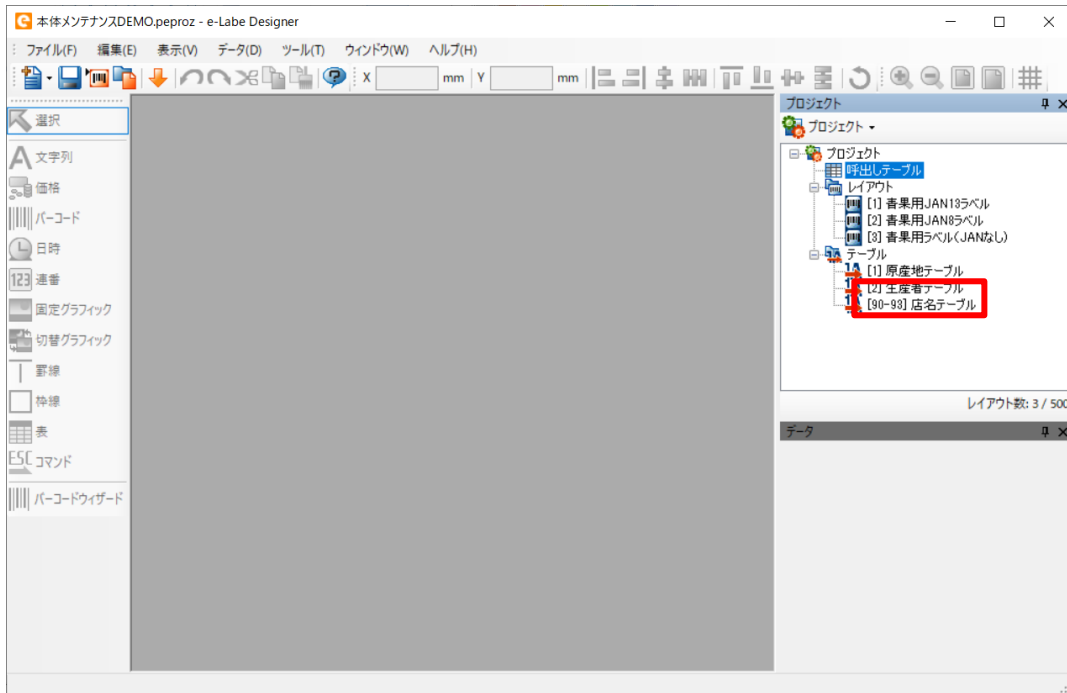 本体メンテナンスDEMO.peproz - e-Labe Designer
ファイル(F) 編集(E) 表示(V) データ(D) ツール(T) ウィンドウ(W) ヘルプ(H)
X mm Y mm
選択
文字列
価格
バーコード
日時
123 連番
固定グラフィック
切替グラフィック
罫線
枠線
表
ESC コマンド
バーコードウィザード
プロジェクト
プロジェクト
プロジェクト
呼出しテーブル
レイアウト
[1] 青果用JAN13ラベル
[2] 青果用JAN8ラベル
[3] 青果用ラベル(JANなし)
テーブル
[1] 原産地テーブル
[2] 生産者テーブル
[90-93] 店名テーブル
レイアウト数: 3 / 500
データ